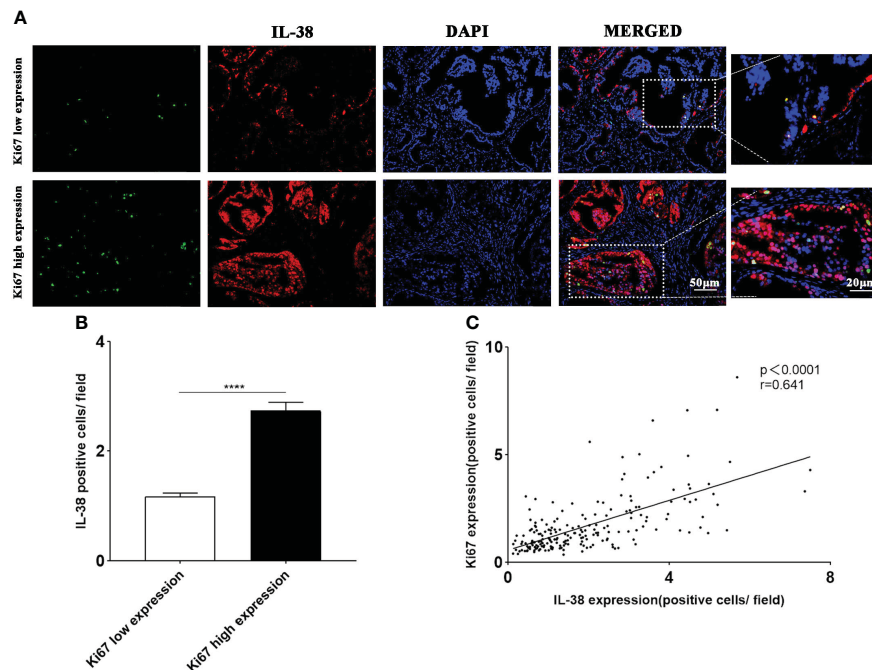 A
IL-38 DAPI MERGED
Ki67 low expression
Ki67 high expression
50μm
20μm
B
4
2
0
IL-38 positive cells/ field
****
Ki67 low expression
Ki67 high expression
C
10
5
0
Ki67 expression(positive cells/ field)
p<0.0001
r=0.641
0 4 8
IL-38 expression(positive cells/ field)